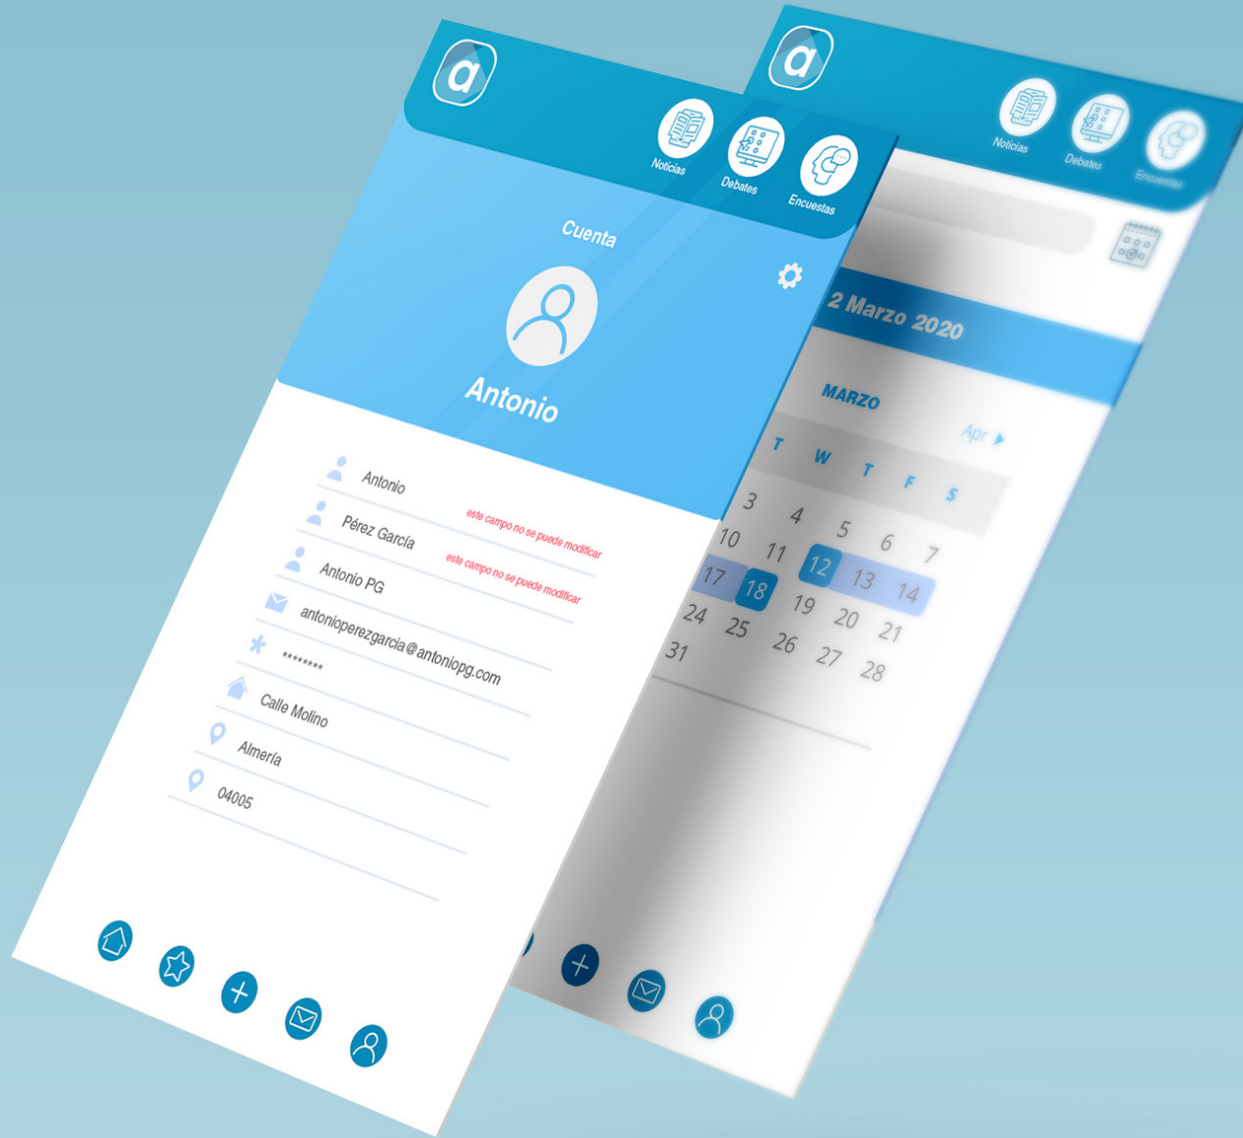 a
Noticias
Debates
Encuestas
Cuenta
Antonio
Antonio
este campo no se puede modificar
Pérez García
este campo no se puede modificar
Antonio PG
antonioperezgarcia@antoniopg.com
********
Calle Molino
Almería
04005
a
Noticias
Debates
Encuestas
2 Marzo 2020
MARZO
Apr
T W T F S
3 4 5 6 7
10 11 12 13 14
17 18 19 20 21
24 25 26 27 28
31